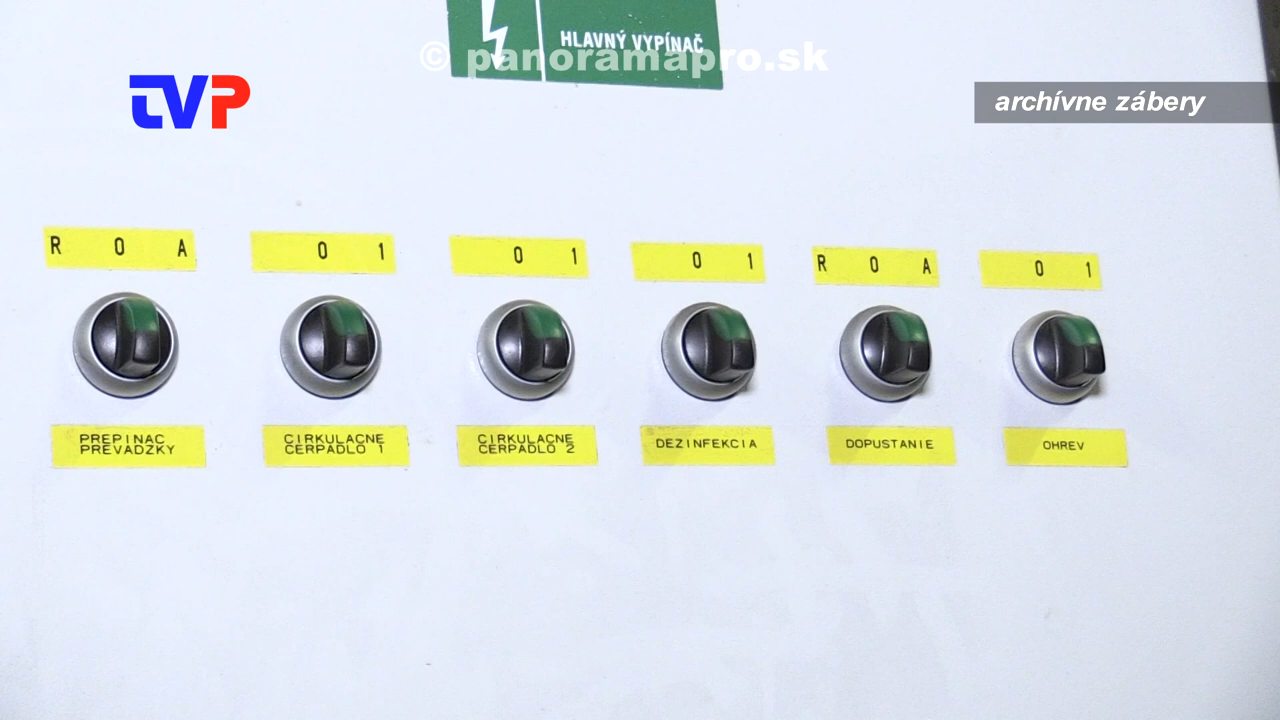 HLAVNÝ VYPÍNAČ
© panoramapro.sk
TVP
archívne zábery
R O A
0 1
0 1
0 1
R O A
0 1
PREPINAC
PREVADZKY
CIRKULACNE
CERPADLO 1
CIRKULACNE
CERPADLO 2
DEZINFEKCIA
DOPUSTANIE
OHREV